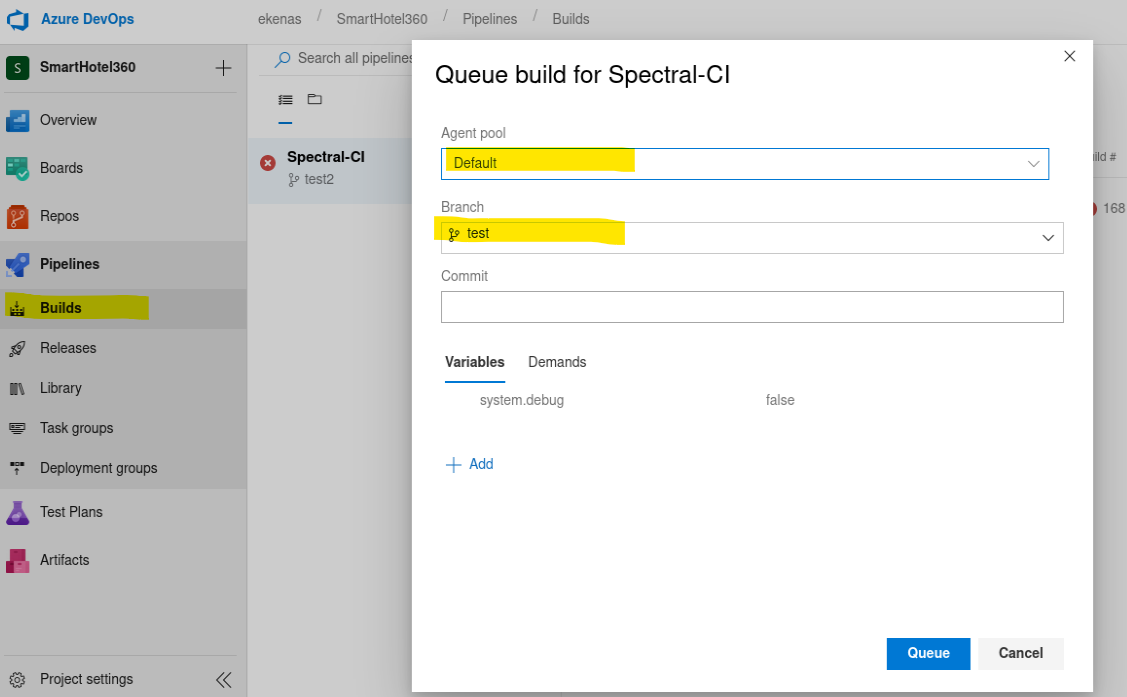 Azure DevOps
ekenas / SmartHotel360 / Pipelines / Builds
S SmartHotel360
Overview
Boards
Repos
Pipelines
Builds
Releases
Library
Task groups
Deployment groups
Test Plans
Artifacts
Project settings
Search all pipelines
Spectral-CI
test2
Queue build for Spectral-CI
Agent pool
Default
Branch
test
Commit
Variables Demands
system.debug false
Add
Queue Cancel
ild #
168